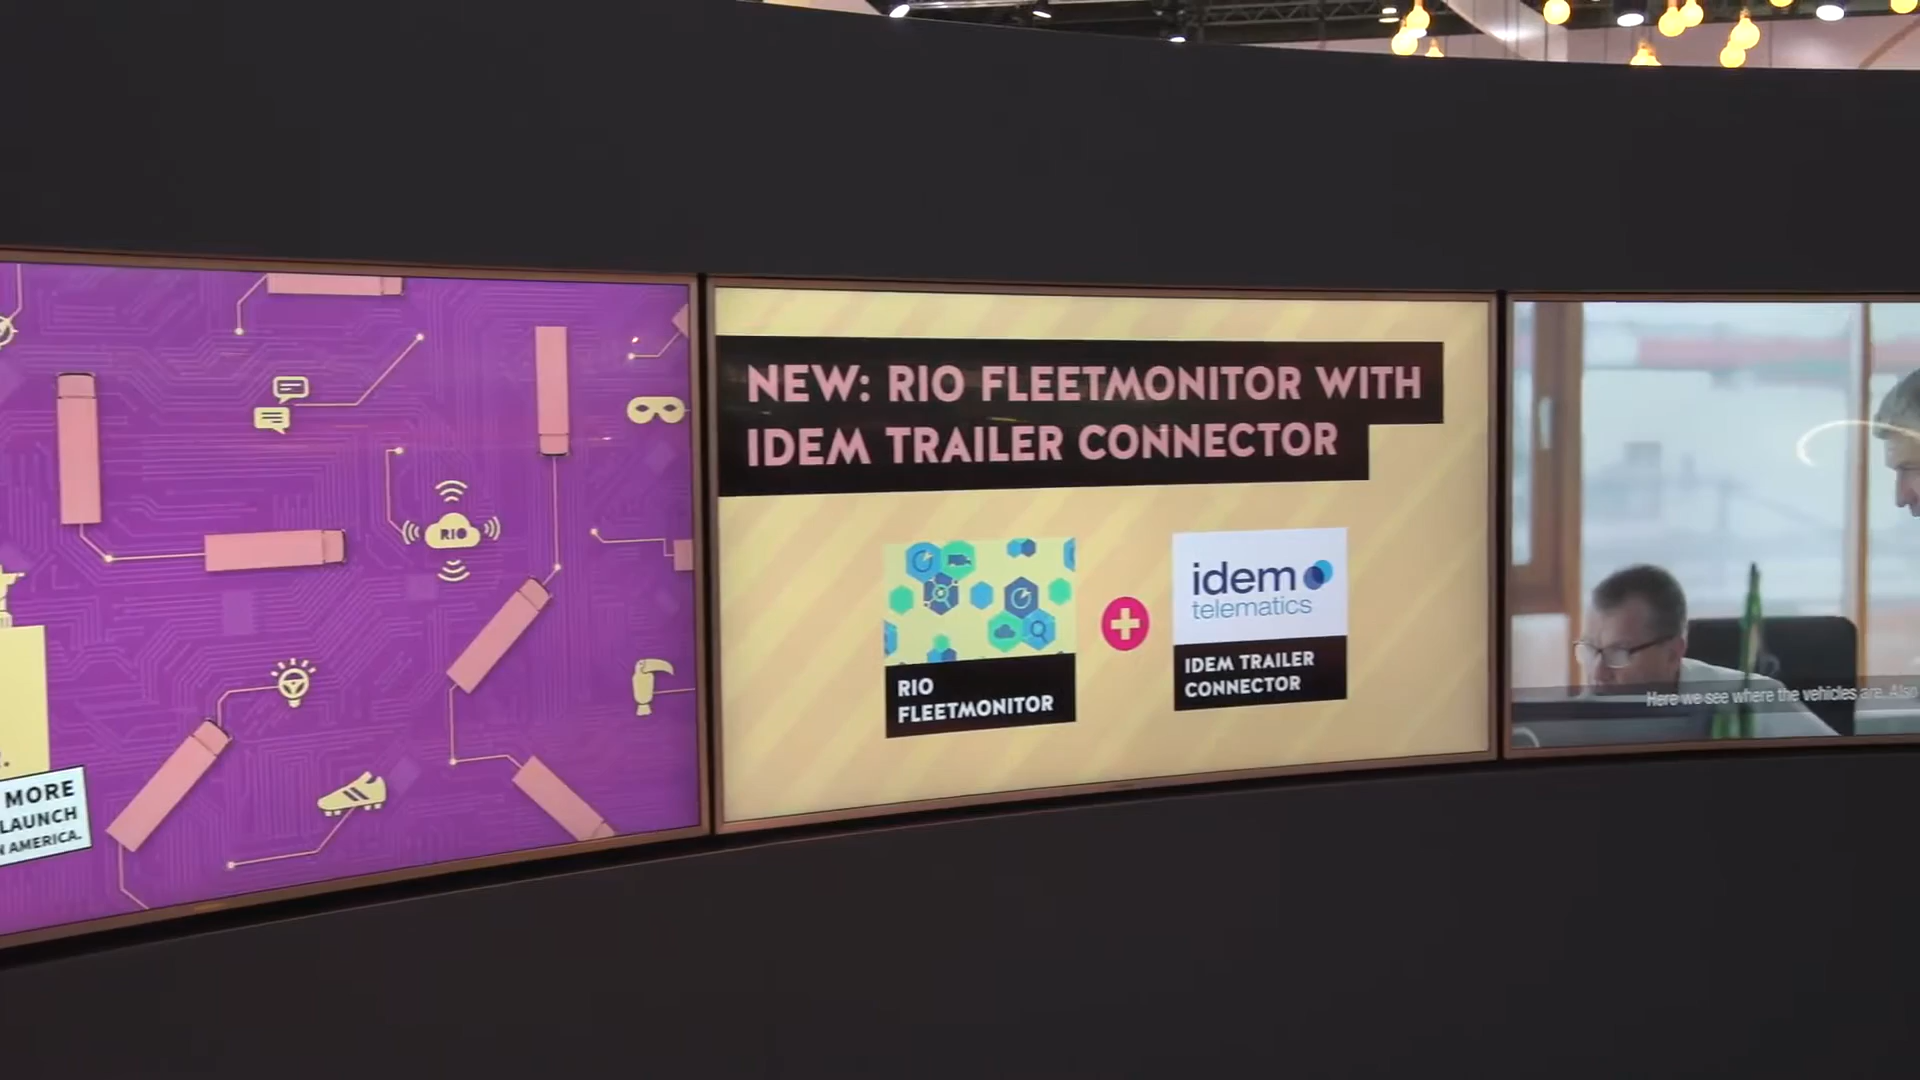 RIO
MORE
LAUNCH
AMERICA.
NEW: RIO FLEETMONITOR WITH
IDEM TRAILER CONNECTOR
RIO
FLEETMONITOR
idem
telematics
IDEM TRAILER
CONNECTOR
Here we see where the vehicles are. Also